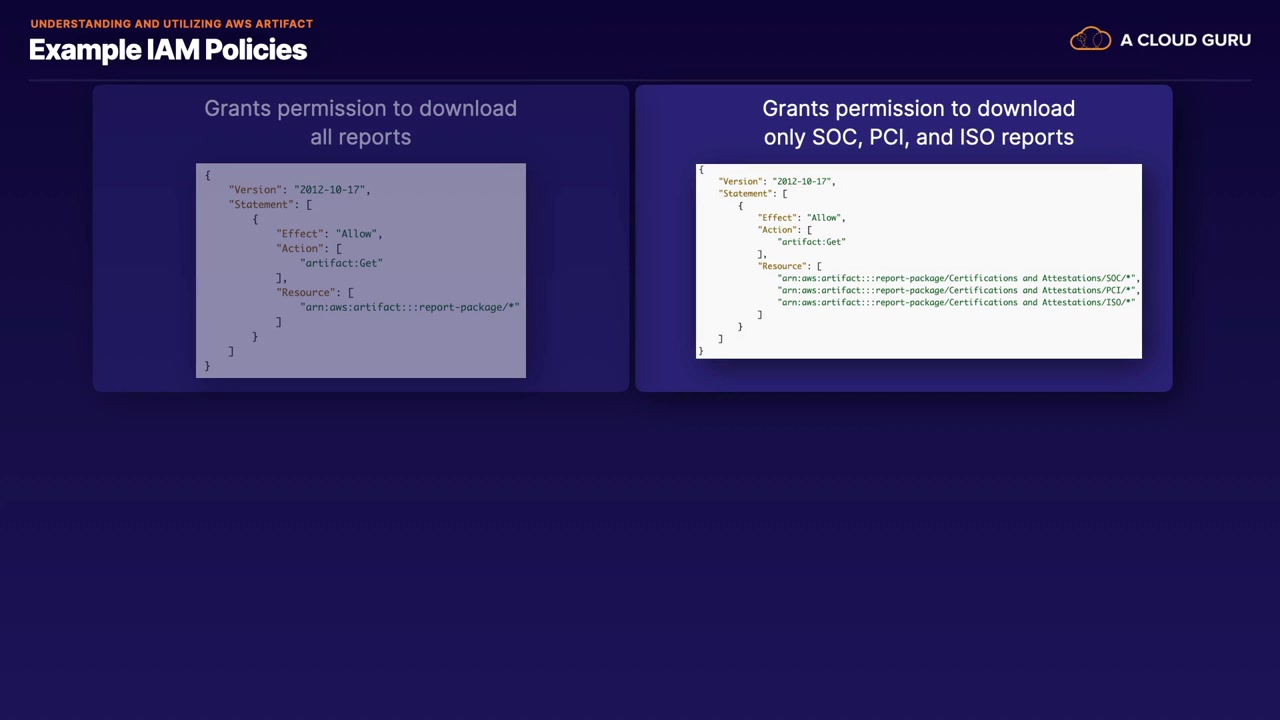 UNDERSTANDING AND UTILIZING AWS ARTIFACT
Example IAM Policies
A CLOUD GURU
Grants permission to download
all reports
{
"Version": "2012-10-17",
"Statement": [
{
"Effect": "Allow",
"Action": [
"artifact:Get"
],
"Resource": [
"arn:aws:artifact:::report-package/*"
]
}
]
}
Grants permission to download
only SOC, PCI, and ISO reports
{
"Version": "2012-10-17",
"Statement": [
{
"Effect": "Allow",
"Action": [
"artifact:Get"
],
"Resource": [
"arn:aws:artifact:::report-package/Certifications and Attestations/SOC/*",
"arn:aws:artifact:::report-package/Certifications and Attestations/PCI/*",
"arn:aws:artifact:::report-package/Certifications and Attestations/ISO/*"
]
}
]
}